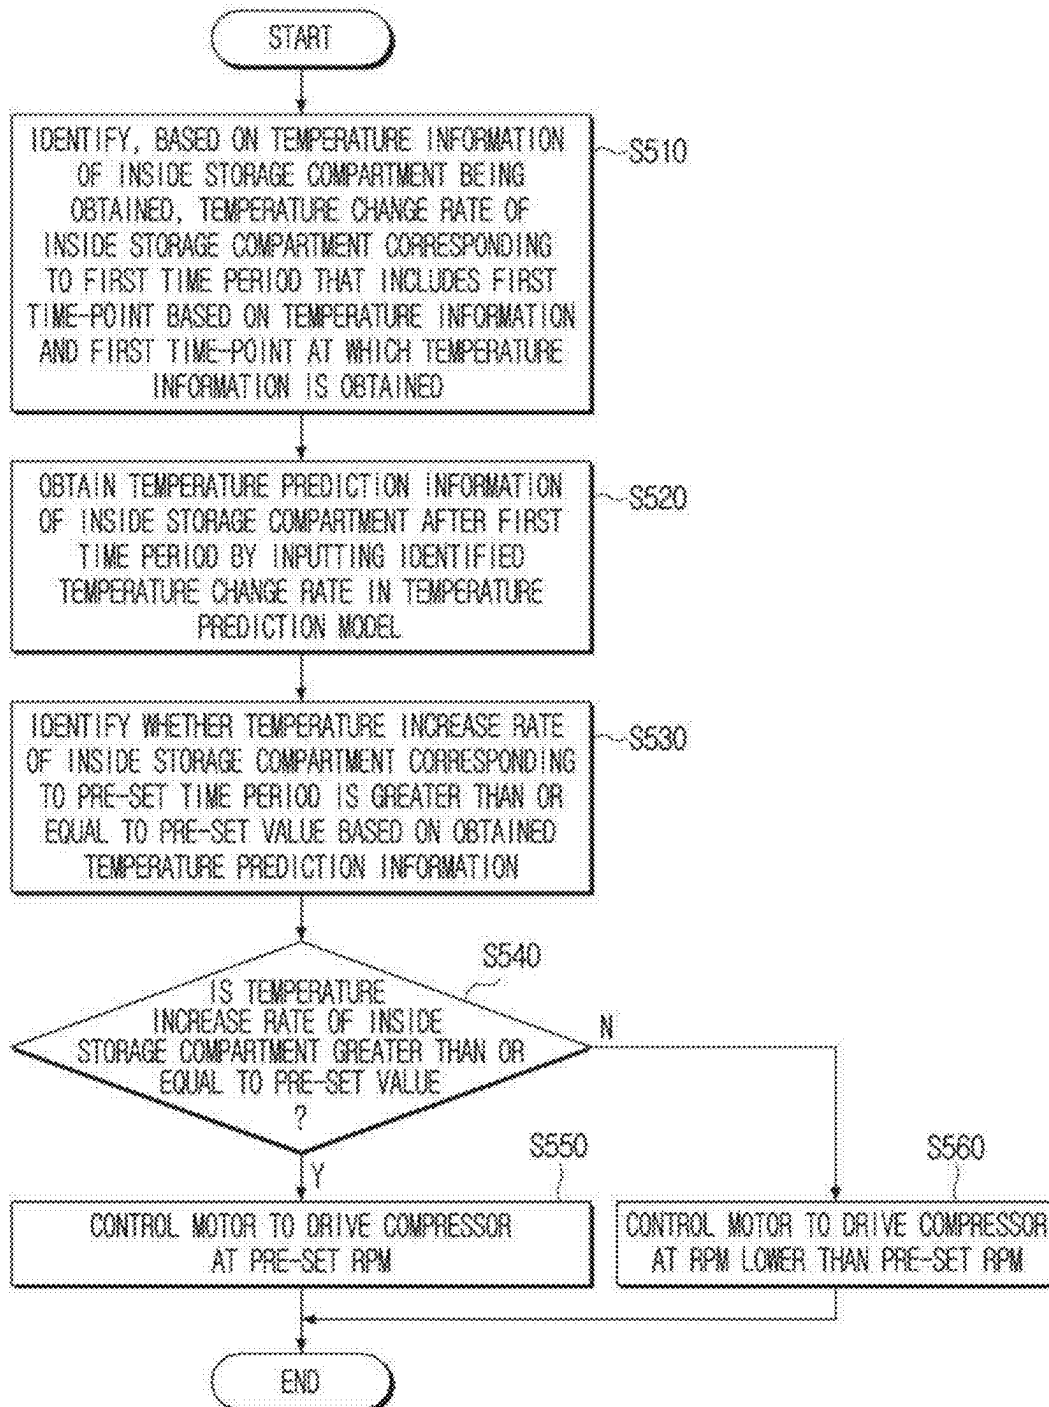 START
IDENTIFY, BASED ON TEMPERATURE INFORMATION
OF INSIDE STORAGE COMPARTMENT BEING
OBTAINED, TEMPERATURE CHANGE RATE OF
INSIDE STORAGE COMPARTMENT CORRESPONDING
TO FIRST TIME PERIOD THAT INCLUDES FIRST
TIME-POINT BASED ON TEMPERATURE INFORMATION
AND FIRST TIME-POINT AT WHICH TEMPERATURE
INFORMATION IS OBTAINED
S510
OBTAIN TEMPERATURE PREDICTION INFORMATION
OF INSIDE STORAGE COMPARTMENT AFTER FIRST
TIME PERIOD BY INPUTTING IDENTIFIED
TEMPERATURE CHANGE RATE IN TEMPERATURE
PREDICTION MODEL
S520
IDENTIFY WHETHER TEMPERATURE INCREASE RATE
OF INSIDE STORAGE COMPARTMENT CORRESPONDING
TO PRE-SET TIME PERIOD IS GREATER THAN OR
EQUAL TO PRE-SET VALUE BASED ON OBTAINED
TEMPERATURE PREDICTION INFORMATION
S530
S540
IS TEMPERATURE
INCREASE RATE OF INSIDE
STORAGE COMPARTMENT GREATER THAN OR
EQUAL TO PRE-SET VALUE
?
N
Y
S550
CONTROL MOTOR TO DRIVE COMPRESSOR
AT PRE-SET RPM
S560
CONTROL MOTOR TO DRIVE COMPRESSOR
AT RPM LOWER THAN PRE-SET RPM
END